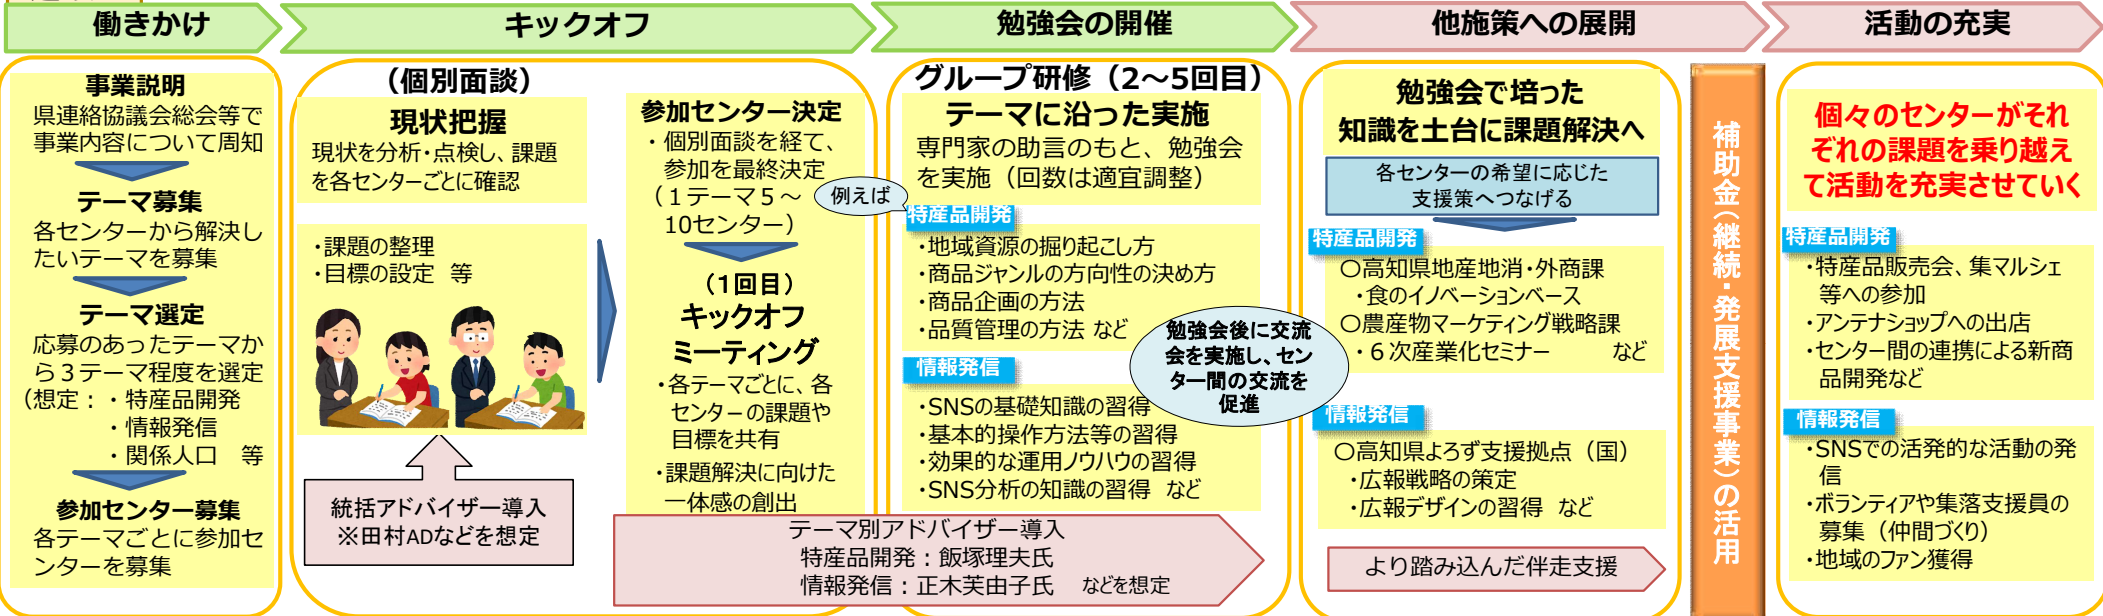 働きかけ
キックオフ
勉強会の開催
他施策への展開
活動の充実
事業説明
県連絡協議会総会等で
事業内容について周知
テーマ募集
各センターから解決し
たいテーマを募集
テーマ選定
応募のあったテーマか
ら３テーマ程度を選定
（想定：・特産品開発
・情報発信
・関係人口　等
参加センター募集
各テーマごとに参加セ
ンターを募集
（個別面談）
現状把握
現状を分析・点検し、課題
を各センターごとに確認
・課題の整理
・目標の設定　等
統括アドバイザー導入
※田村ADなどを想定
参加センター決定
・個別面談を経て、
参加を最終決定
（１テーマ５～
10センター）
（1回目）
キックオフ
ミーティング
・各テーマごとに、各
センターの課題や
目標を共有
・課題解決に向けた
一体感の創出
例えば
グループ研修（2～5回目）
テーマに沿った実施
専門家の助言のもと、勉強会
を実施（回数は適宜調整）
特産品開発
・地域資源の掘り起こし方
・商品ジャンルの方向性の決め方
・商品企画の方法
・品質管理の方法 など
情報発信
・SNSの基礎知識の習得
・基本的操作方法等の習得
・効果的な運用ノウハウの習得
・SNS分析の知識の習得　など
勉強会後に交流
会を実施し、セン
ター間の交流を
促進
テーマ別アドバイザー導入
特産品開発：飯塚理夫氏
情報発信：正木芙由子氏　などを想定
勉強会で培った
知識を土台に課題解決へ
各センターの希望に応じた
支援策へつなげる
特産品開発
〇高知県地産地消・外商課
・食のイノベーションベース
〇農産物マーケティング戦略課
・６次産業化セミナー　　など
情報発信
〇高知県よろず支援拠点（国）
・広報戦略の策定
・広報デザインの習得　など
より踏み込んだ伴走支援
補助金（継続・発展支援事業）の活用
個々のセンターがそれ
ぞれの課題を乗り越え
て活動を充実させていく
特産品開発
・特産品販売会、集マルシェ
等への参加
・アンテナショップへの出店
・センター間の連携による新商
品開発など
情報発信
・SNSでの活発的な活動の発
信
・ボランティアや集落支援員の
募集（仲間づくり）
・地域のファン獲得